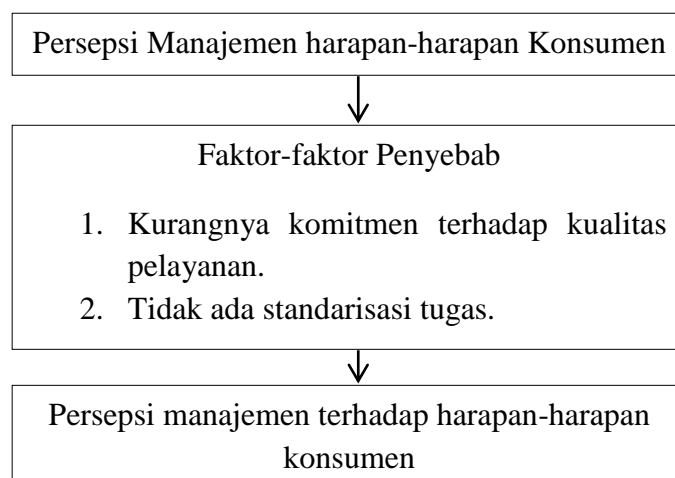 Persepsi Manajemen harapan-harapan Konsumen
Faktor-faktor Penyebab
1. Kurangnya komitmen terhadap kualitas
pelayanan.
2. Tidak ada standarisasi tugas.
Persepsi manajemen terhadap harapan-harapan
konsumen